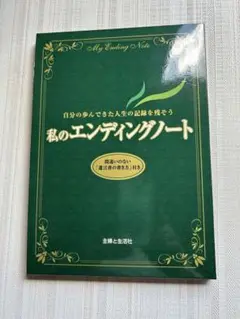 My Ending Note
自分の歩んできた人生の記録を残そう
私のエンディングノート
間違いのない
「遺言書の書き方」付き
主婦と生活社